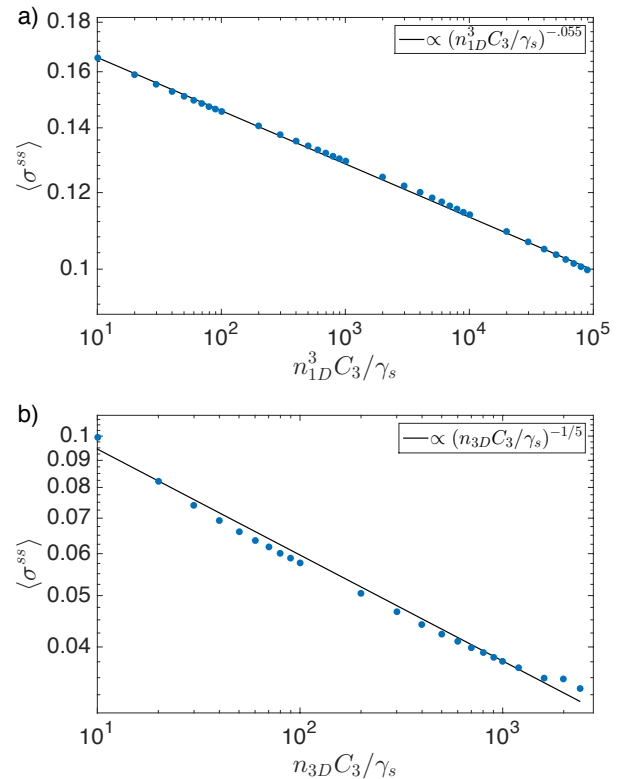 a)
∝ (n_{1D}^3 C_3/γ_s)^{-.055}
0.16
0.14
0.12
0.1
⟨σ^{ss}⟩
10^1
10^2
10^3
10^4
10^5
n_{1D}^3 C_3/γ_s
b)
∝ (n_{3D} C_3/γ_s)^{-1/5}
0.1
0.09
0.08
0.07
0.06
0.05
0.04
⟨σ^{ss}⟩
10^1
10^2
10^3
n_{3D} C_3/γ_s